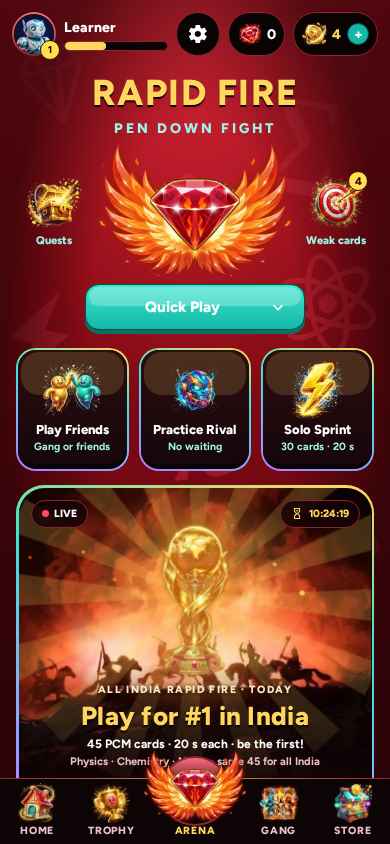 Learner
1
0
4
+
RAPID FIRE
PEN DOWN FIGHT
4
Quests
Weak cards
Quick Play
Play Friends
Gang or friends
Practice Rival
No waiting
Solo Sprint
30 cards · 20 s
LIVE
10:24:19
ALL INDIA RAPID FIRE · TODAY
Play for #1 in India
45 PCM cards · 20 s each · be the first!
Physics · Chemistry · same 45 for all India
HOME
TROPHY
ARENA
GANG
STORE